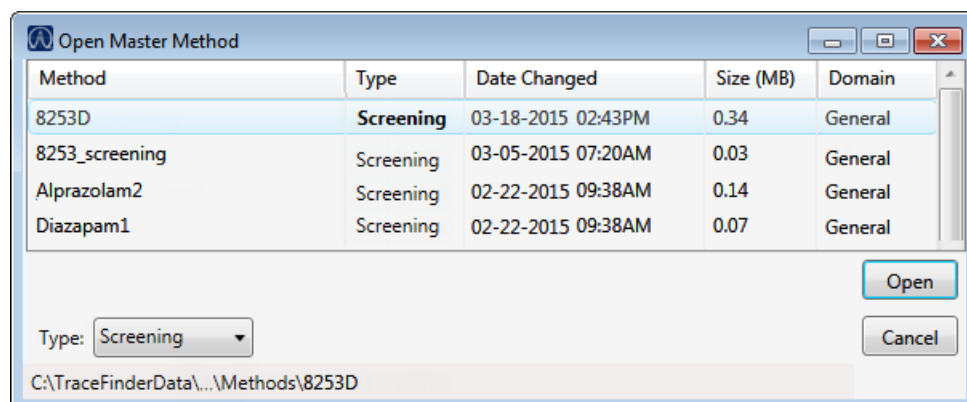 Open Master Method
Method Type Date Changed Size (MB) Domain
8253D Screening 03-18-2015 02:43PM 0.34 General
8253_screening Screening 03-05-2015 07:20AM 0.03 General
Alprazolam2 Screening 02-22-2015 09:38AM 0.14 General
Diazapam1 Screening 02-22-2015 09:38AM 0.07 General
Open
Type: Screening Cancel
C:\TraceFinderData\...\Methods\8253D